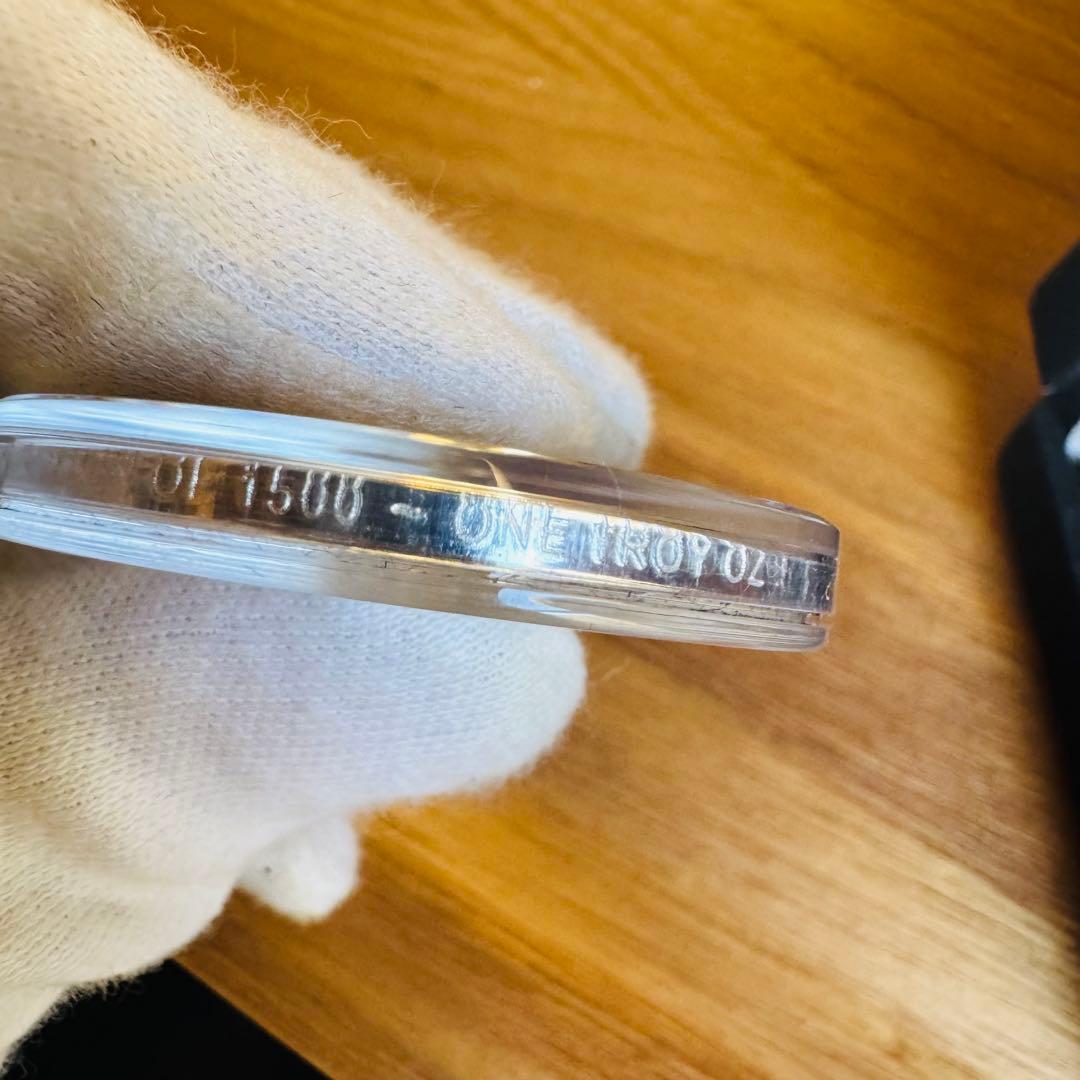 OF 1500 - ONE TROY OZ